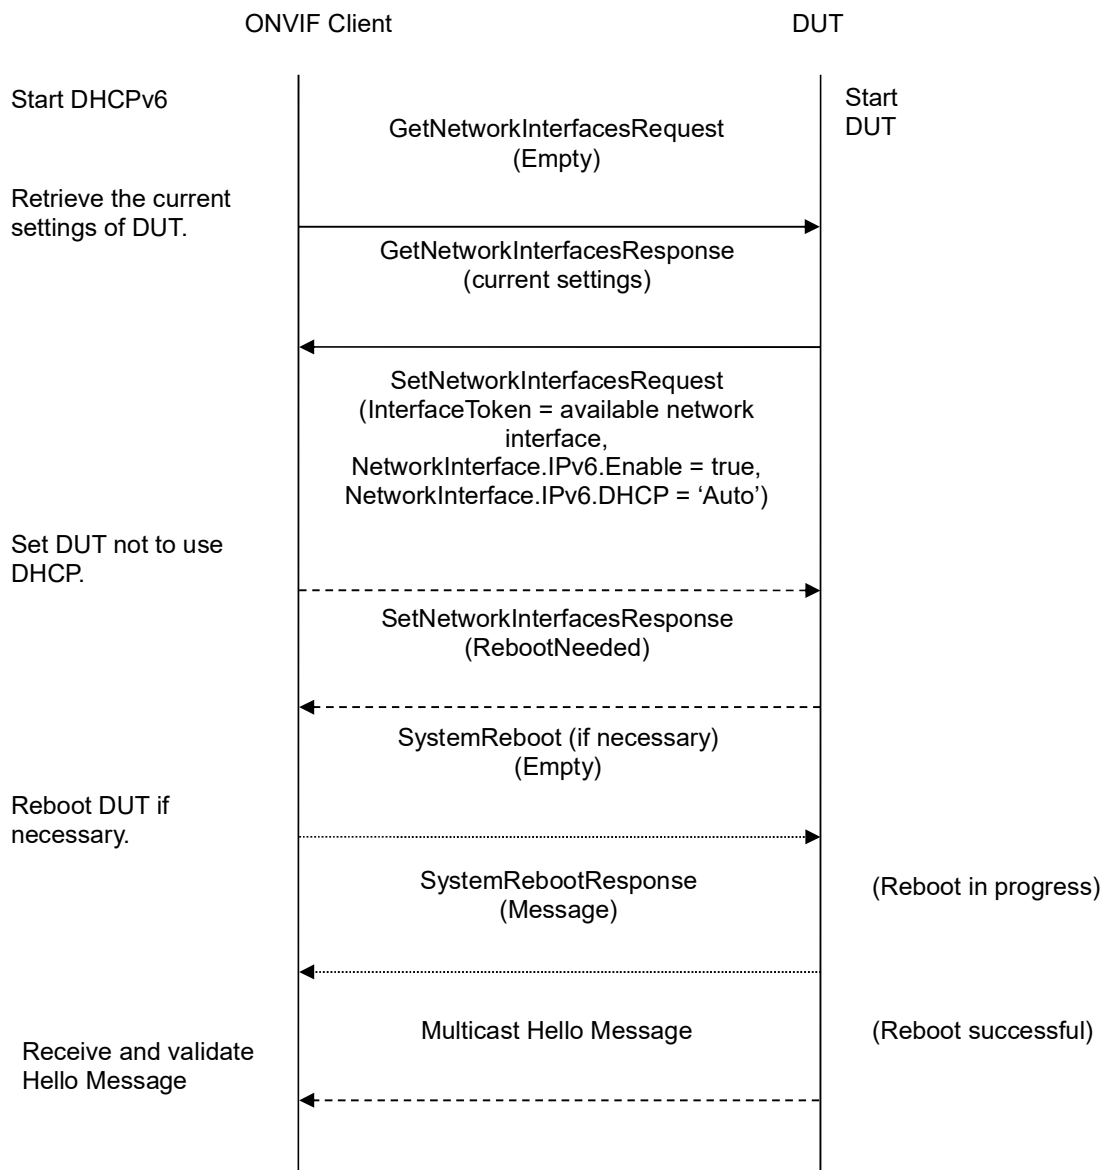 ONVIF Client
DUT
Start DHCPv6
Start
DUT
GetNetworkInterfacesRequest
(Empty)
Retrieve the current
settings of DUT.
GetNetworkInterfacesResponse
(current settings)
SetNetworkInterfacesRequest
(InterfaceToken = available network
interface,
NetworkInterface.IPv6.Enable = true,
NetworkInterface.IPv6.DHCP = ‘Auto’)
Set DUT not to use
DHCP.
SetNetworkInterfacesResponse
(RebootNeeded)
SystemReboot (if necessary)
(Empty)
Reboot DUT if
necessary.
SystemRebootResponse
(Message)
(Reboot in progress)
Multicast Hello Message
(Reboot successful)
Receive and validate
Hello Message